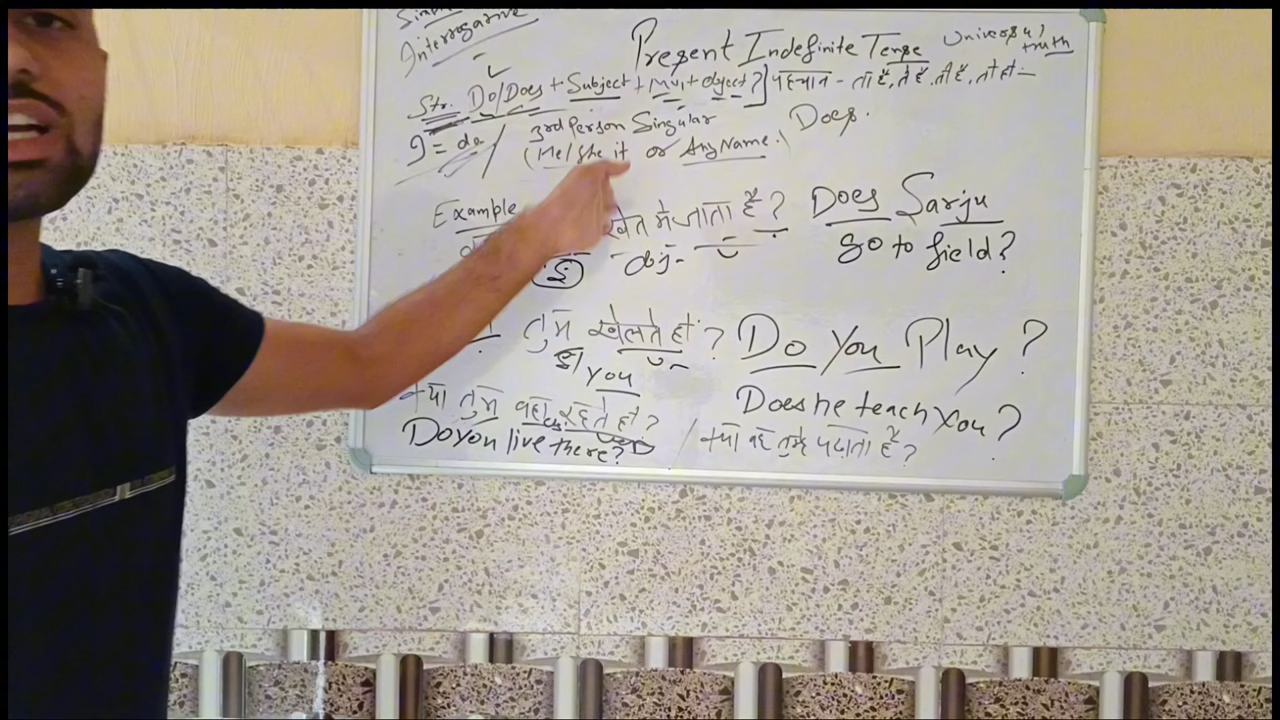 Interrogative
Present Indefinite Tense Universal truth
Str. Do/Does + Subject + MV1 + object? ] पहचान - ता है, ते हैं, ती है, ते हो -
I = do / 3rd Person Singular
(He/She it or Any Name.) Does.
Example खेत में जाता है? Does Sarju
obj- go to field?
तुम खेलते हो? Do You Play?
you
क्या तुम वहाँ रहते हो? Does he teach You?
Do you live there? / क्या वह तुम्हें पढाता है?